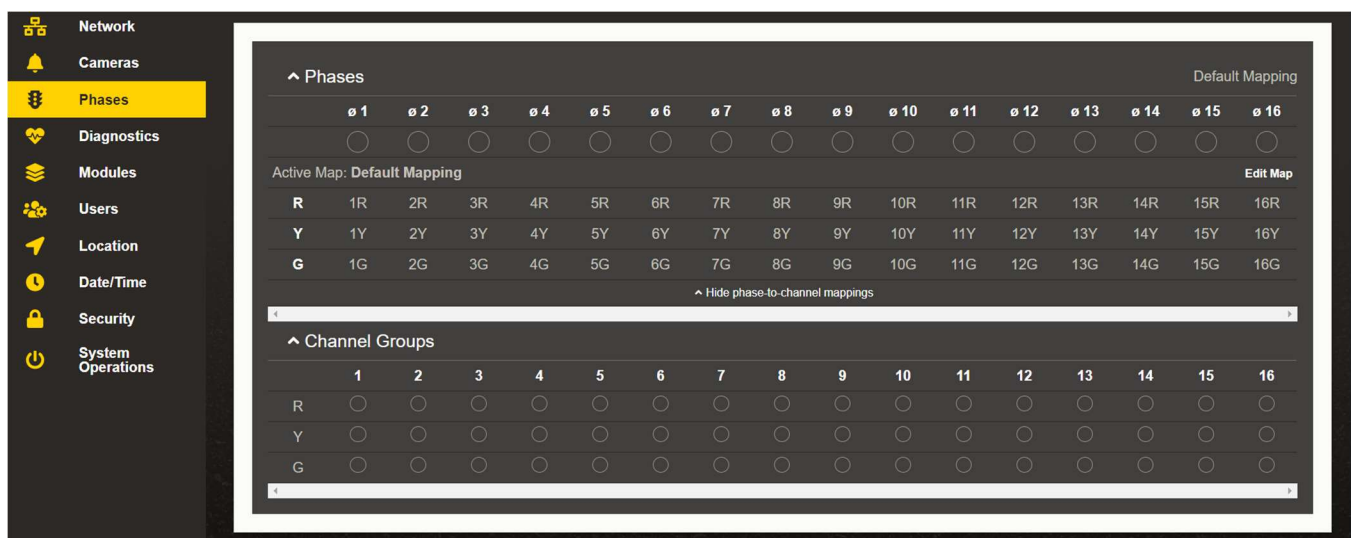 Network
Cameras
Phases
Diagnostics
Modules
Users
Location
Date/Time
Security
System
Operations
Phases Default Mapping
ø 1 ø 2 ø 3 ø 4 ø 5 ø 6 ø 7 ø 8 ø 9 ø 10 ø 11 ø 12 ø 13 ø 14 ø 15 ø 16
Active Map: Default Mapping Edit Map
R 1R 2R 3R 4R 5R 6R 7R 8R 9R 10R 11R 12R 13R 14R 15R 16R
Y 1Y 2Y 3Y 4Y 5Y 6Y 7Y 8Y 9Y 10Y 11Y 12Y 13Y 14Y 15Y 16Y
G 1G 2G 3G 4G 5G 6G 7G 8G 9G 10G 11G 12G 13G 14G 15G 16G
Hide phase-to-channel mappings
Channel Groups
1 2 3 4 5 6 7 8 9 10 11 12 13 14 15 16
R
Y
G